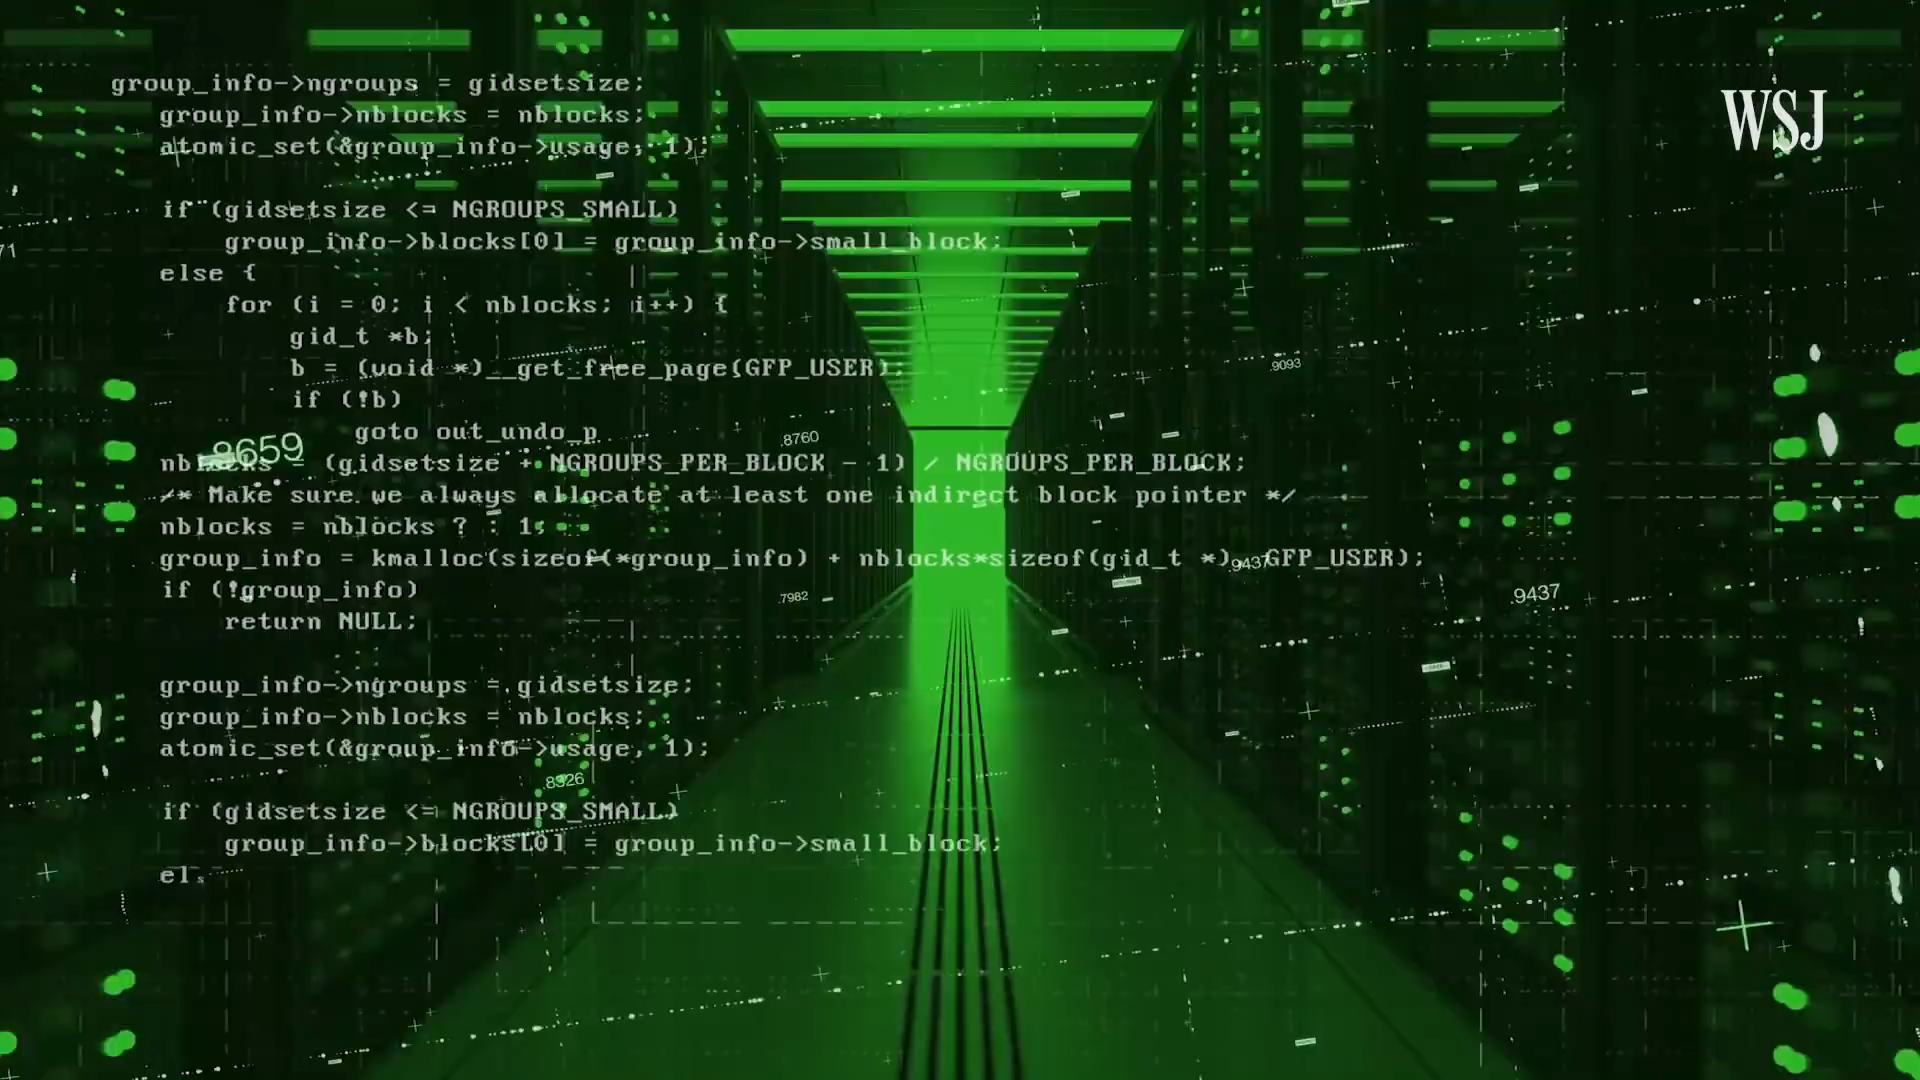 group_info->ngroups = gidsetsize;
group_info->nblocks = nblocks;
atomic_set(&group_info->usage, 1);
if (gidsetsize <= NGROUPS_SMALL)
group_info->blocks[0] = group_info->small_block;
else {
for (i = 0; i < nblocks; i++) {
gid_t *b;
b = (void *)__get_free_page(GFP_USER);
if (!b)
goto out_undo_p
nblocks = (gidsetsize + NGROUPS_PER_BLOCK - 1) / NGROUPS_PER_BLOCK;
/* Make sure we always allocate at least one indirect block pointer */
nblocks = nblocks ? : 1;
group_info = kmalloc(sizeof(*group_info) + nblocks*sizeof(gid_t *), GFP_USER);
if (!group_info)
return NULL;
group_info->ngroups = gidsetsize;
group_info->nblocks = nblocks;
atomic_set(&group_info->usage, 1);
if (gidsetsize <= NGROUPS_SMALL)
group_info->blocks[0] = group_info->small_block;
el
WSJ
71
.9093
.8659
.8760
.9437
.9437
.7982
.8326